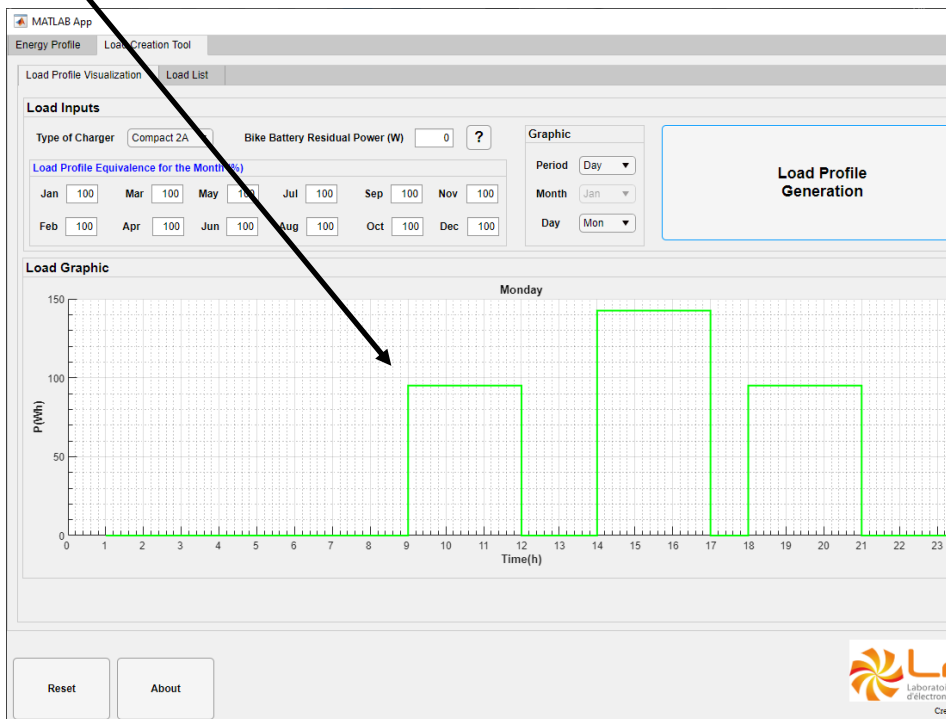 MATLAB App
Energy Profile Load Creation Tool
Load Profile Visualization Load List
Load Inputs
Type of Charger Compact 2A Bike Battery Residual Power (W) 0 ?
Load Profile Equivalence for the Month (%)
Jan 100 Mar 100 May 100 Jul 100 Sep 100 Nov 100
Feb 100 Apr 100 Jun 100 Aug 100 Oct 100 Dec 100
Graphic
Period Day
Month Jan
Day Mon
Load Profile
Generation
Load Graphic
Monday
P(Wh)
150
100
50
0
0 1 2 3 4 5 6 7 8 9 10 11 12 13 14 15 16 17 18 19 20 21 22 23
Time(h)
Reset About
Laboratoi
d'électron
Cre